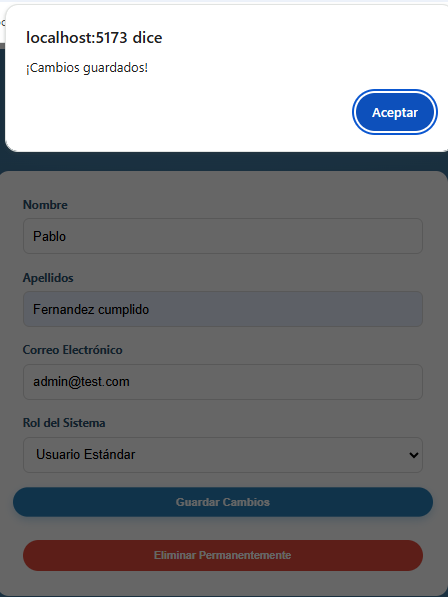 localhost:5173 dice
¡Cambios guardados!
Aceptar
Nombre
Pablo
Apellidos
Fernandez cumplido
Correo Electrónico
admin@test.com
Rol del Sistema
Usuario Estándar
Guardar Cambios
Eliminar Permanentemente